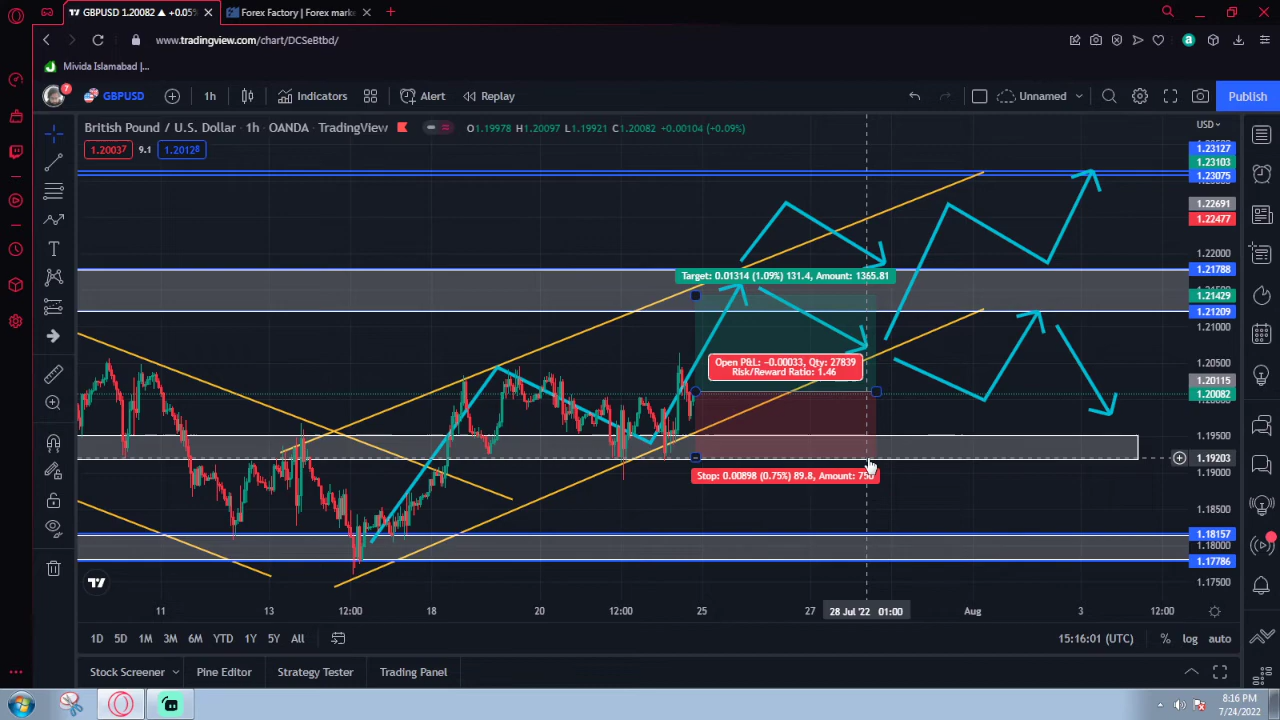 GBPUSD 1.20082 ▲ +0.05%
Forex Factory | Forex mark
www.tradingview.com/chart/DCSeBtbd/
Mivida Islamabad |...
7
GBPUSD
1h
Indicators
Alert
Replay
Unnamed
Publish
British Pound / U.S. Dollar · 1h · OANDA · TradingView
O1.19978 H1.20097 L1.19921 C1.20082 +0.00104 (+0.09%)
USD
1.20037
9.1
1.20128
1.23127
1.23103
1.23075
1.22691
1.22477
1.22000
1.21788
1.21429
1.21209
1.21000
1.20500
1.20115
1.20082
1.19500
1.19203
1.19000
1.18500
1.18157
1.18000
1.17786
1.17500
Target: 0.01314 (1.09%) 131.4, Amount: 1365.81
Open P&L: −0.00033, Qty: 27839
Risk/Reward Ratio: 1.46
Stop: 0.00898 (0.75%) 89.8, Amount: 750
11
13
12:00
18
20
12:00
25
27
28 Jul '22 01:00
Aug
3
12:00
1D
5D
1M
3M
6M
YTD
1Y
5Y
All
15:16:01 (UTC)
%
log
auto
Stock Screener
Pine Editor
Strategy Tester
Trading Panel
8:16 PM
7/24/2022